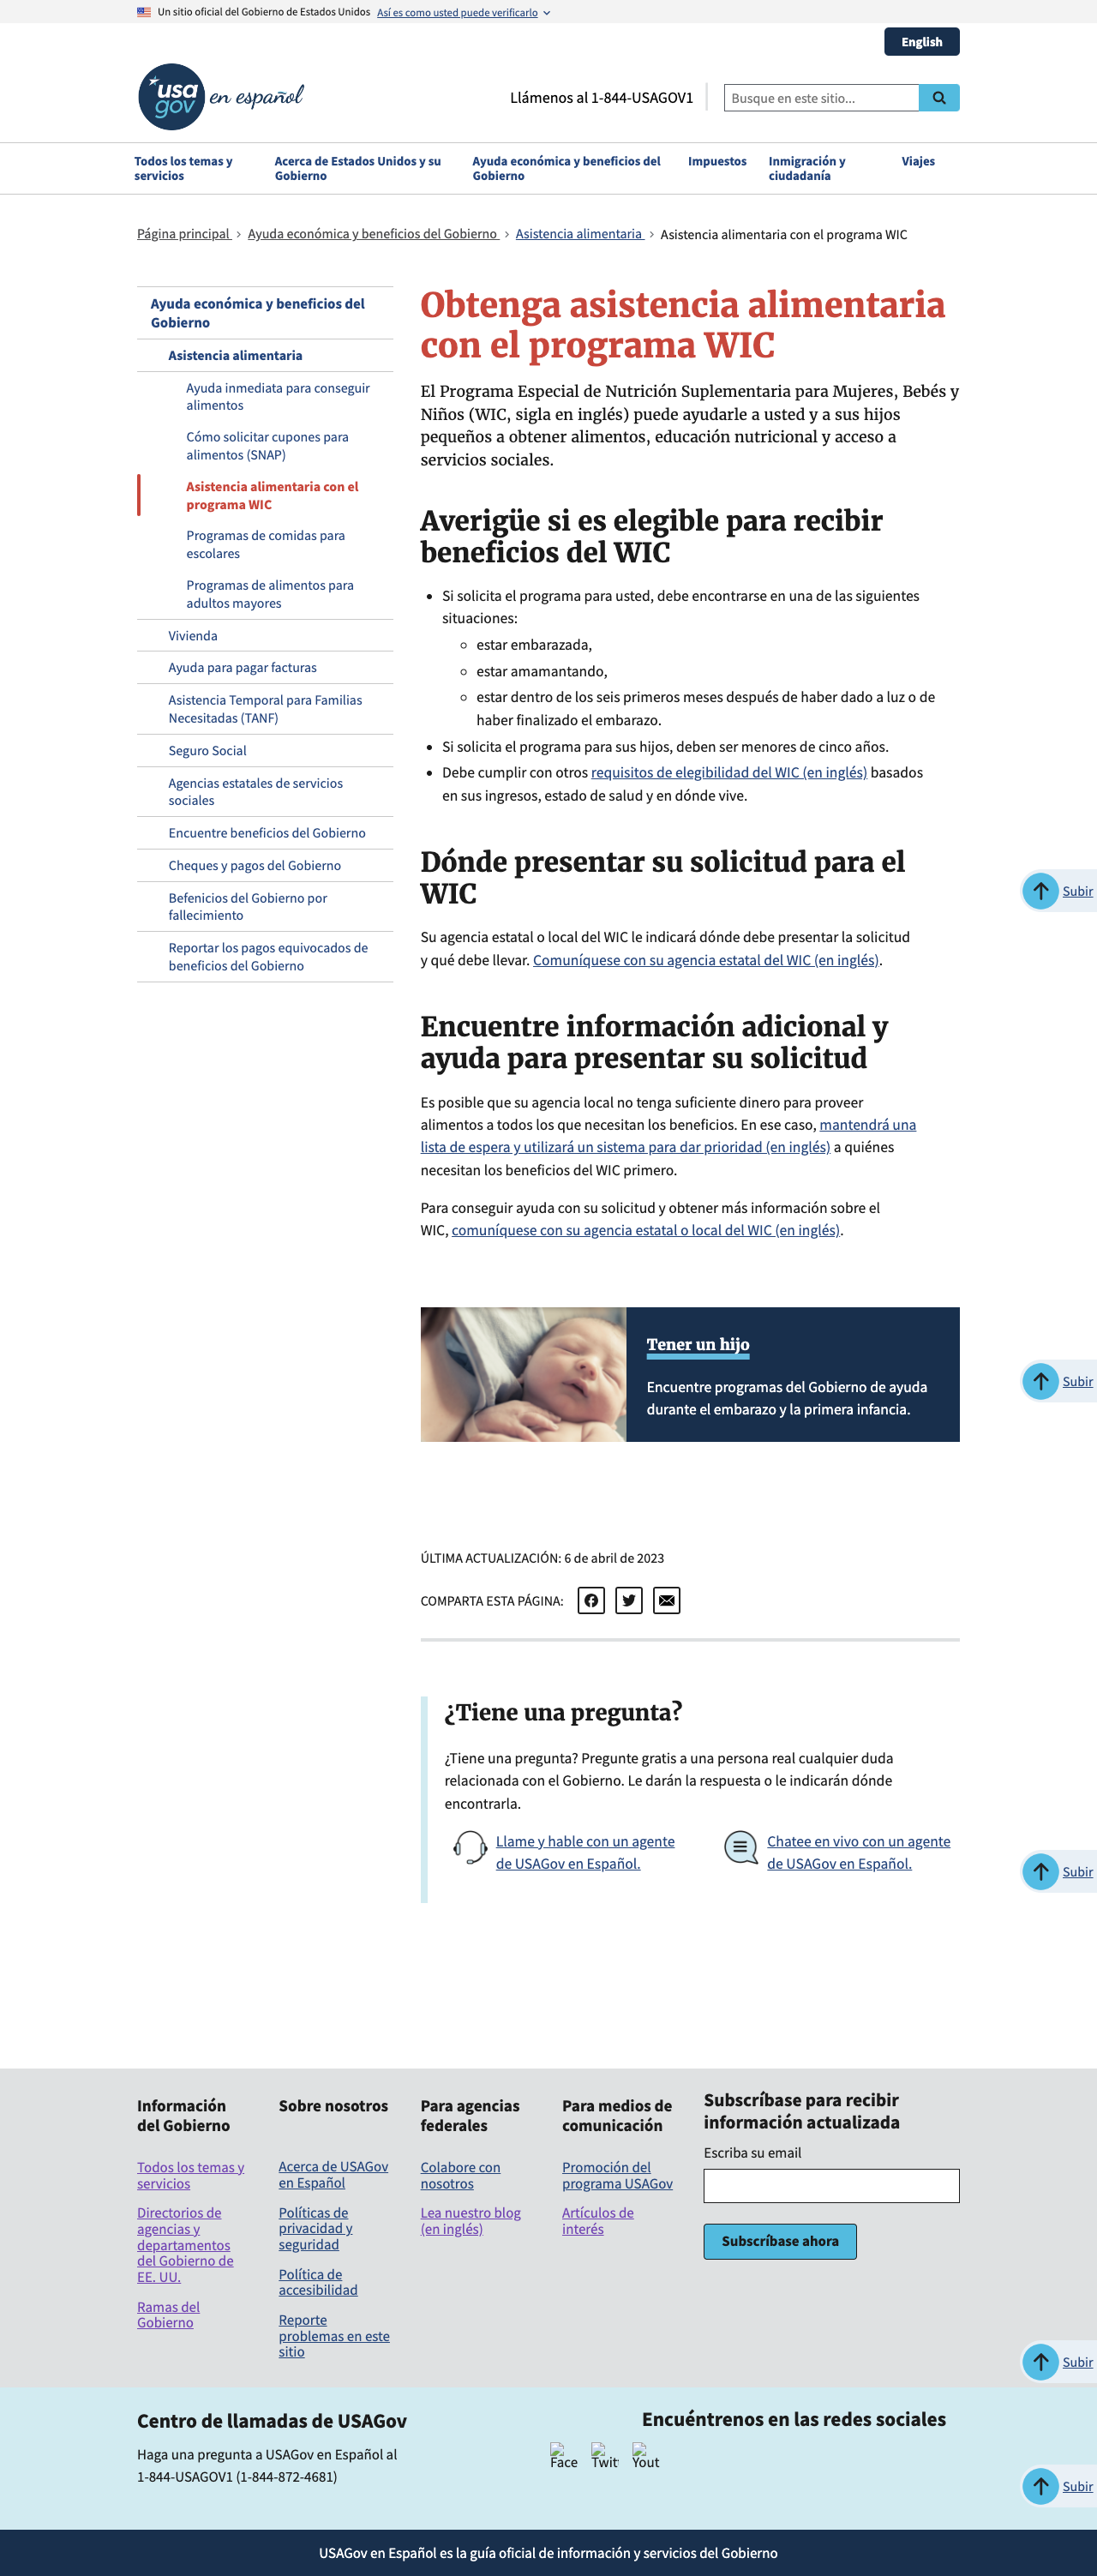 Un sitio oficial del Gobierno de Estados Unidos Así es como usted puede verificarlo
English
usa gov en español
Llámenos al 1-844-USAGOV1
Busque en este sitio...
Todos los temas y servicios
Acerca de Estados Unidos y su Gobierno
Ayuda económica y beneficios del Gobierno
Impuestos
Inmigración y ciudadanía
Viajes
Página principal > Ayuda económica y beneficios del Gobierno > Asistencia alimentaria > Asistencia alimentaria con el programa WIC
Ayuda económica y beneficios del
Gobierno
Asistencia alimentaria
Ayuda inmediata para conseguir
alimentos
Cómo solicitar cupones para
alimentos (SNAP)
Asistencia alimentaria con el
programa WIC
Programas de comidas para
escolares
Programas de alimentos para
adultos mayores
Vivienda
Ayuda para pagar facturas
Asistencia Temporal para Familias
Necesitadas (TANF)
Seguro Social
Agencias estatales de servicios
sociales
Encuentre beneficios del Gobierno
Cheques y pagos del Gobierno
Befenicios del Gobierno por
fallecimiento
Reportar los pagos equivocados de
beneficios del Gobierno
Obtenga asistencia alimentaria
con el programa WIC
El Programa Especial de Nutrición Suplementaria para Mujeres, Bebés y
Niños (WIC, sigla en inglés) puede ayudarle a usted y a sus hijos
pequeños a obtener alimentos, educación nutricional y acceso a
servicios sociales.
Averigüe si es elegible para recibir
beneficios del WIC
• Si solicita el programa para usted, debe encontrarse en una de las siguientes
situaciones:
◦ estar embarazada,
◦ estar amamantando,
◦ estar dentro de los seis primeros meses después de haber dado a luz o de
haber finalizado el embarazo.
• Si solicita el programa para sus hijos, deben ser menores de cinco años.
• Debe cumplir con otros requisitos de elegibilidad del WIC (en inglés) basados
en sus ingresos, estado de salud y en dónde vive.
Dónde presentar su solicitud para el
WIC
Su agencia estatal o local del WIC le indicará dónde debe presentar la solicitud
y qué debe llevar. Comuníquese con su agencia estatal del WIC (en inglés).
Subir
Encuentre información adicional y
ayuda para presentar su solicitud
Es posible que su agencia local no tenga suficiente dinero para proveer
alimentos a todos los que necesitan los beneficios. En ese caso, mantendrá una
lista de espera y utilizará un sistema para dar prioridad (en inglés) a quiénes
necesitan los beneficios del WIC primero.
Para conseguir ayuda con su solicitud y obtener más información sobre el
WIC, comuníquese con su agencia estatal o local del WIC (en inglés).
Tener un hijo
Encuentre programas del Gobierno de ayuda
durante el embarazo y la primera infancia.
Subir
ÚLTIMA ACTUALIZACIÓN: 6 de abril de 2023
COMPARTA ESTA PÁGINA:
¿Tiene una pregunta?
¿Tiene una pregunta? Pregunte gratis a una persona real cualquier duda
relacionada con el Gobierno. Le darán la respuesta o le indicarán dónde
encontrarla.
Llame y hable con un agente
de USAGov en Español.
Chatee en vivo con un agente
de USAGov en Español.
Subir
Información
del Gobierno
Todos los temas y
servicios
Directorios de
agencias y
departamentos
del Gobierno de
EE. UU.
Ramas del
Gobierno
Sobre nosotros
Acerca de USAGov
en Español
Políticas de
privacidad y
seguridad
Política de
accesibilidad
Reporte
problemas en este
sitio
Para agencias
federales
Colabore con
nosotros
Lea nuestro blog
(en inglés)
Para medios de
comunicación
Promoción del
programa USAGov
Artículos de
interés
Subscríbase para recibir
información actualizada
Escriba su email
Subscríbase ahora
Subir
Centro de llamadas de USAGov
Haga una pregunta a USAGov en Español al
1-844-USAGOV1 (1-844-872-4681)
Encuéntrenos en las redes sociales
Face Twit Yout
Subir
USAGov en Español es la guía oficial de información y servicios del Gobierno